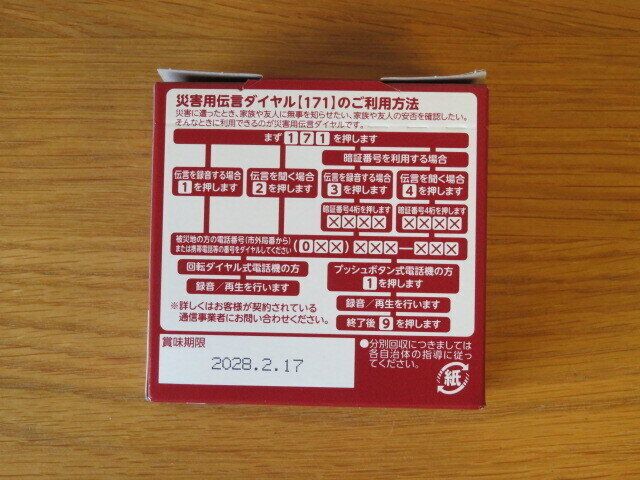 災害用伝言ダイヤル【171】のご利用方法
災害に遭ったとき、家族や友人に無事を知らせたい、家族や友人の安否を確認したい。
そんなときに利用できるのが災害用伝言ダイヤルです。
まず171を押します
暗証番号を利用する場合
伝言を録音する場合
1を押します
伝言を聞く場合
2を押します
伝言を録音する場合
3を押します
伝言を聞く場合
4を押します
暗証番号4桁を押します
××××
暗証番号4桁を押します
××××
被災地の方の電話番号(市外局番から)
または携帯電話等の番号をダイヤルしてください
(0××)×××-×××
回転ダイヤル式電話機の方
録音/再生を行います
プッシュボタン式電話機の方
1を押します
録音/再生を行います
終了後9を押します
※詳しくはお客様が契約されている
通信事業者にお問い合わせください。
賞味期限
2028.2.17
●分別回収につきましては
各自治体の指導に従っ
てください。
紙